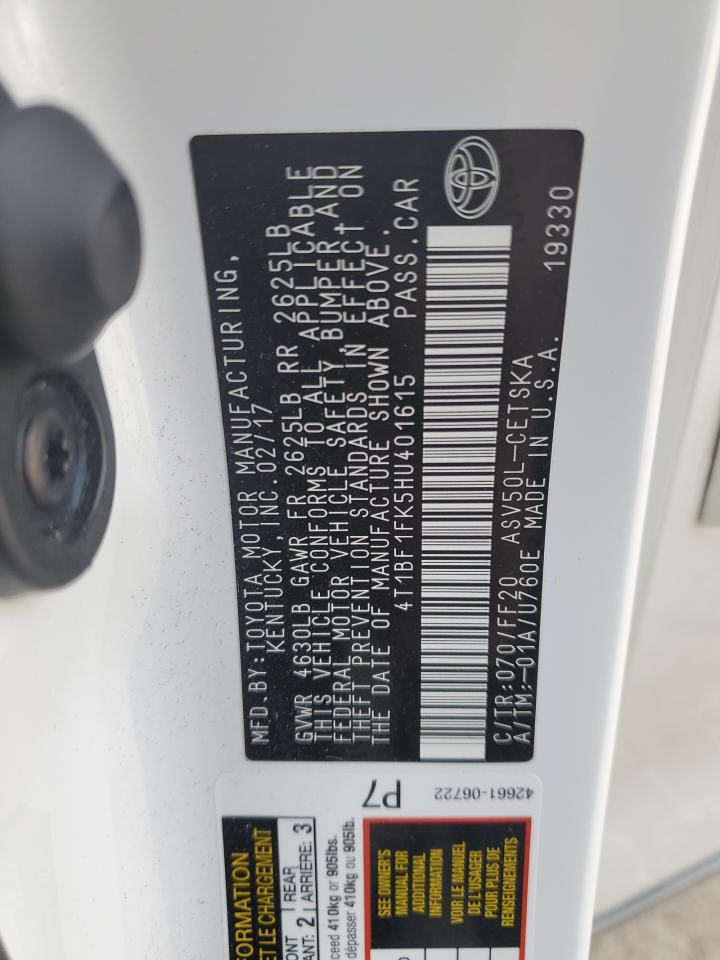 MFD.BY:TOYOTA MOTOR MANUFACTURING,
KENTUCKY, INC.02/17
GVWR 4630LB GAWR FR 2625LB RR 2625LB
THIS VEHICLE CONFORMS TO ALL APPLICABLE
FEDERAL MOTOR VEHICLE SAFETY, BUMPER,AND
THEFT PREVENTION STANDARDS IN EFFECT ON
THE DATE OF MANUFACTURE SHOWN ABOVE.
4T1BF1FK5HU401615 PASS.CAR
C/TR:070/FF20 ASV50L-CETSKA
A/TM:-01A/U760E MADE IN U.S.A. 19330
P7
42661-06722
FORMATION
ET LE CHARGEMENT
ONT
ANT: 2
REAR
ARRIERE: 3
ceed 410kg or 905lbs.
dépasser 410kg ou 905lb.
SEE OWNER'S
MANUAL FOR
ADDITIONAL
INFORMATION
VOIR LE MANUEL
DE L'USAGER
POUR PLUS DE
RENSEIGNEMENTS